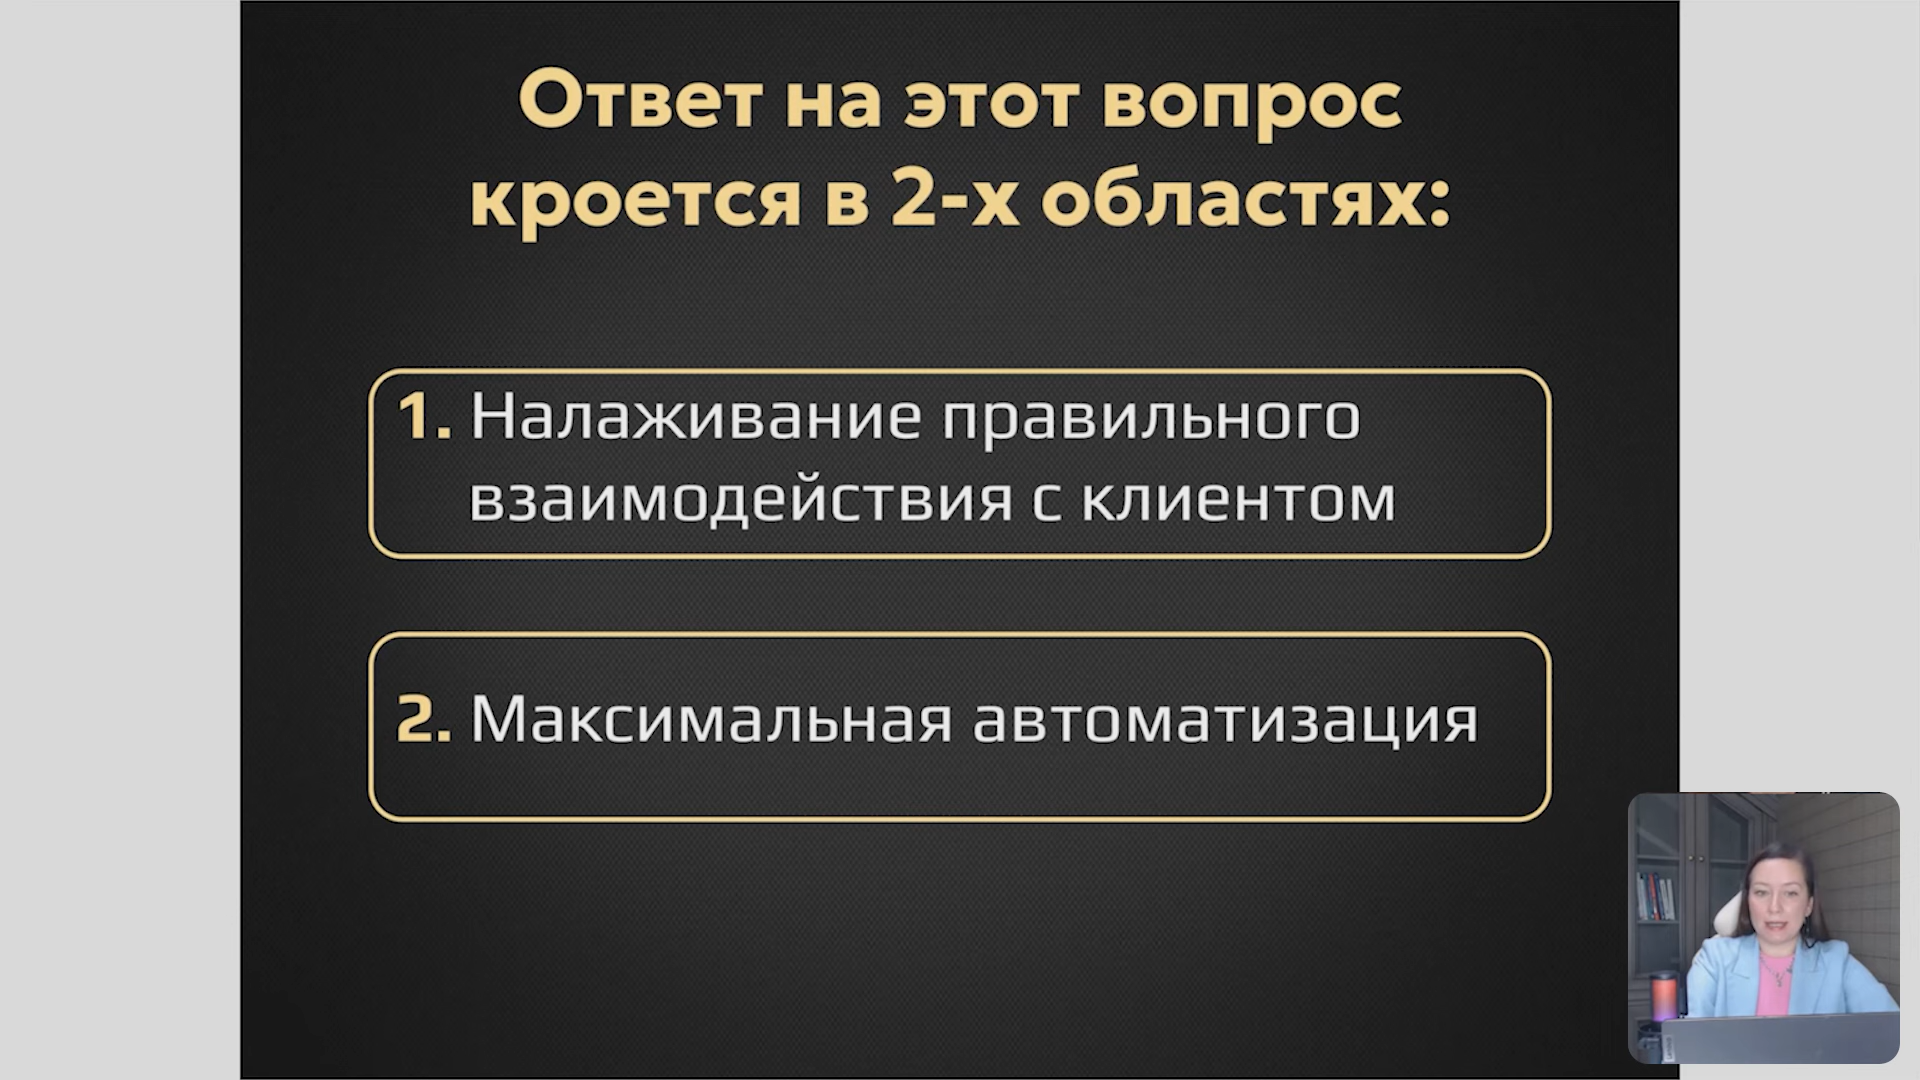 Ответ на этот вопрос
кроется в 2-х областях:
1. Налаживание правильного
взаимодействия с клиентом
2. Максимальная автоматизация